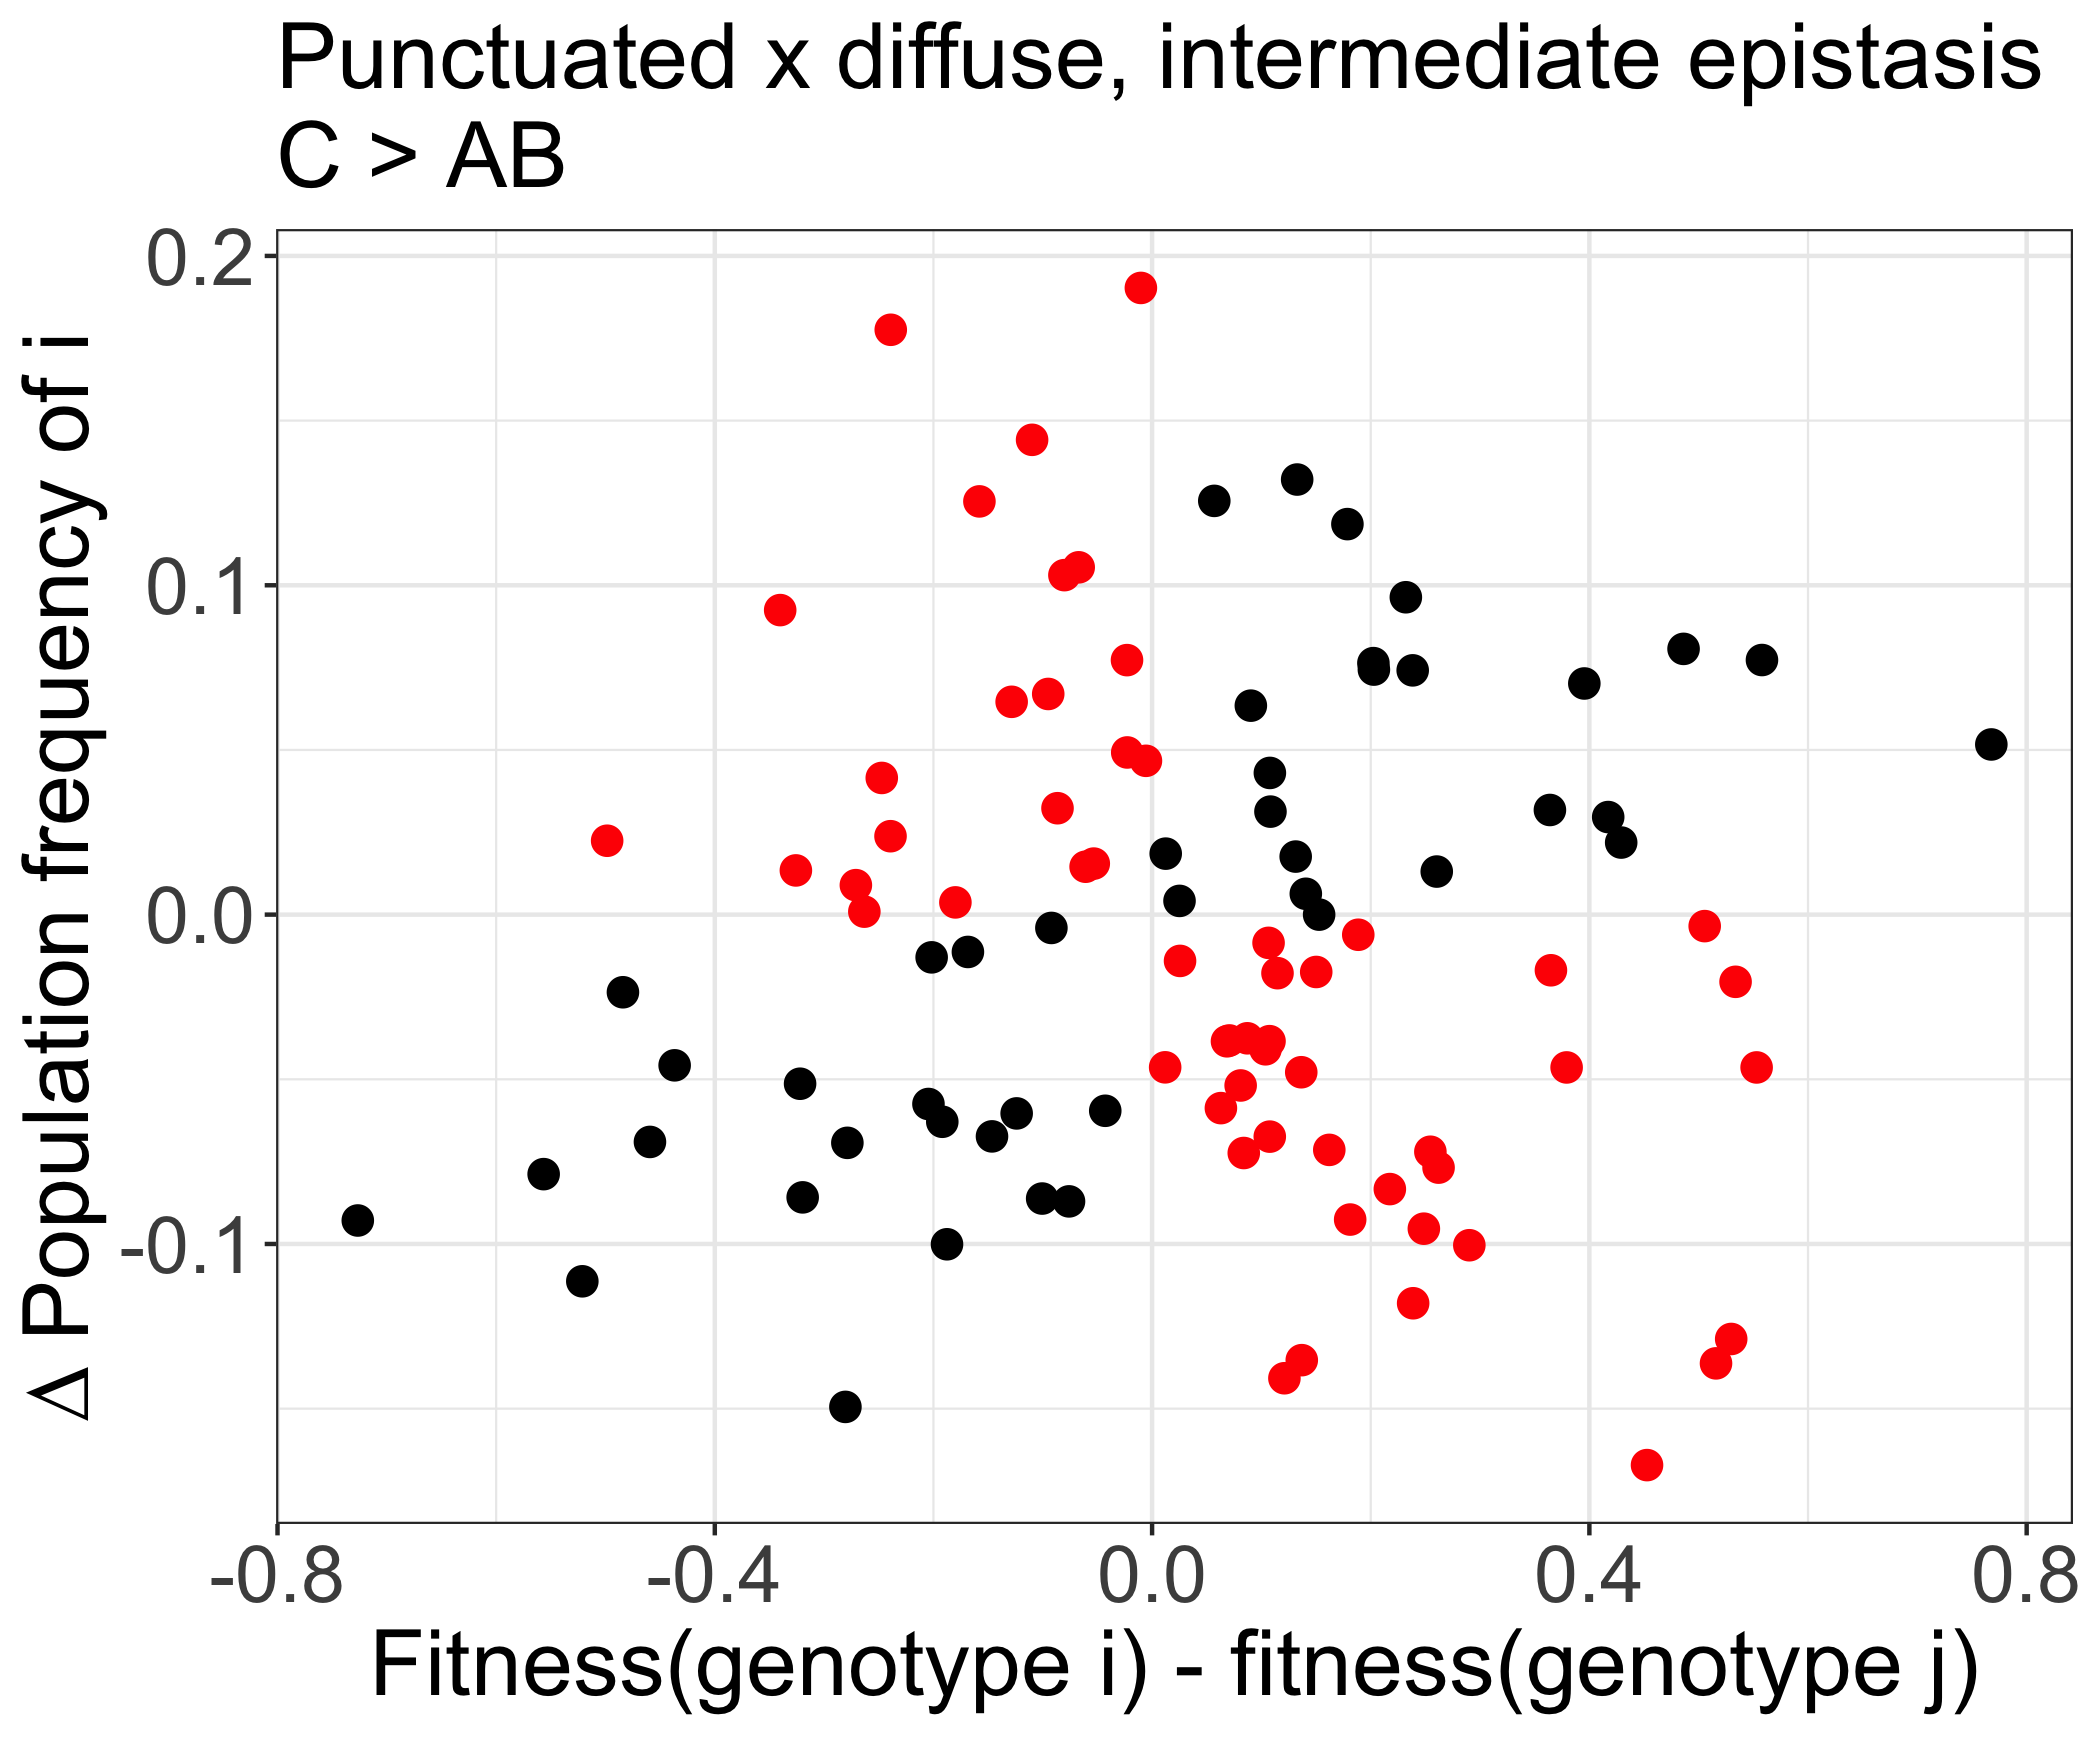 Punctuated x diffuse, intermediate epistasis
C > AB
Δ Population frequency of i
0.2
0.1
0.0
-0.1
-0.8
-0.4
0.0
0.4
0.8
Fitness(genotype i) - fitness(genotype j)